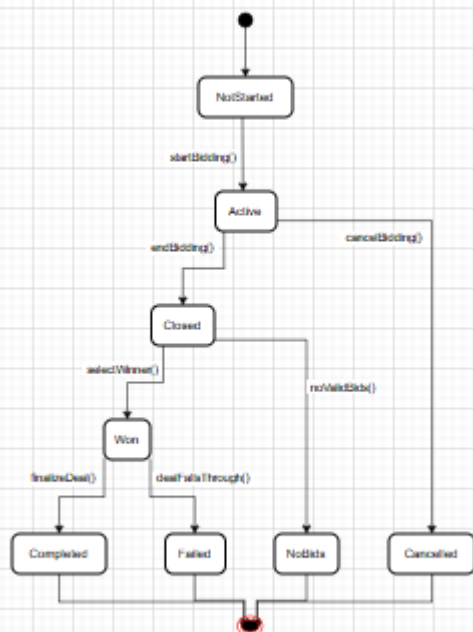 NotStarted
startBidding()
Active
endBidding()
cancelBidding()
Closed
selectWinner()
noValidBids()
Won
finalizeDeal()
dealFallsThrough()
Completed
Failed
NoBids
Cancelled